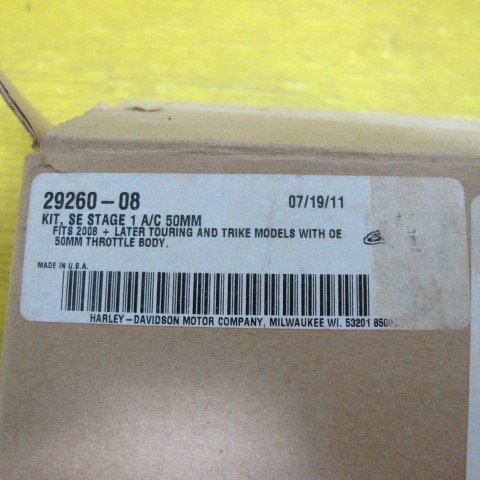 29260-08 07/19/11
KIT, SE STAGE 1 A/C 50MM
FITS 2008 + LATER TOURING AND TRIKE MODELS WITH OE
50MM THROTTLE BODY.
MADE IN U.S.A.
HARLEY-DAVIDSON MOTOR COMPANY, MILWAUKEE WI. 53201